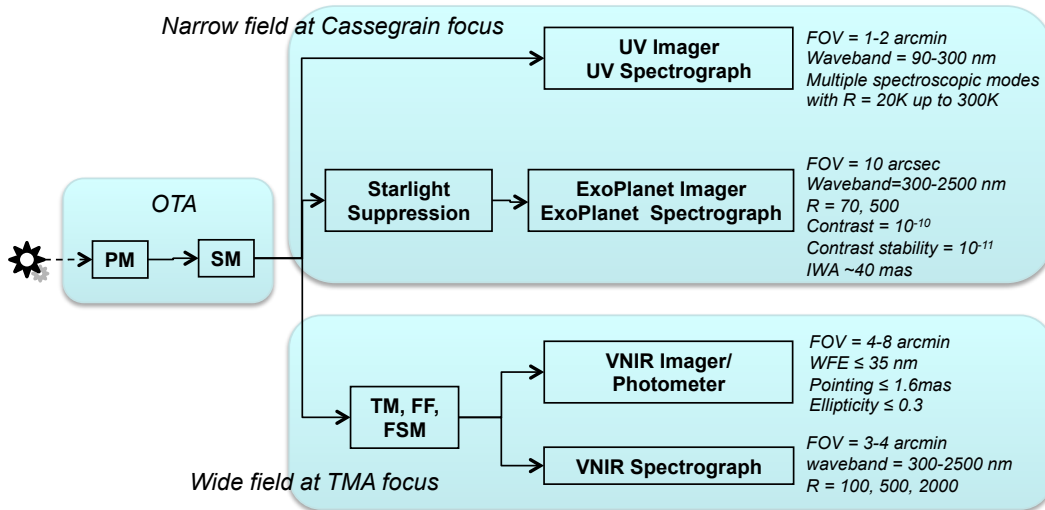 Narrow field at Cassegrain focus
UV Imager
UV Spectrograph
FOV = 1-2 arcmin
Waveband = 90-300 nm
Multiple spectroscopic modes
with R = 20K up to 300K
OTA
PM
SM
Starlight
Suppression
ExoPlanet Imager
ExoPlanet Spectrograph
FOV = 10 arcsec
Waveband=300-2500 nm
R = 70, 500
Contrast = 10⁻¹⁰
Contrast stability = 10⁻¹¹
IWA ~40 mas
TM, FF,
FSM
VNIR Imager/
Photometer
FOV = 4-8 arcmin
WFE ≤ 35 nm
Pointing ≤ 1.6mas
Ellipticity ≤ 0.3
VNIR Spectrograph
FOV = 3-4 arcmin
waveband = 300-2500 nm
R = 100, 500, 2000
Wide field at TMA focus